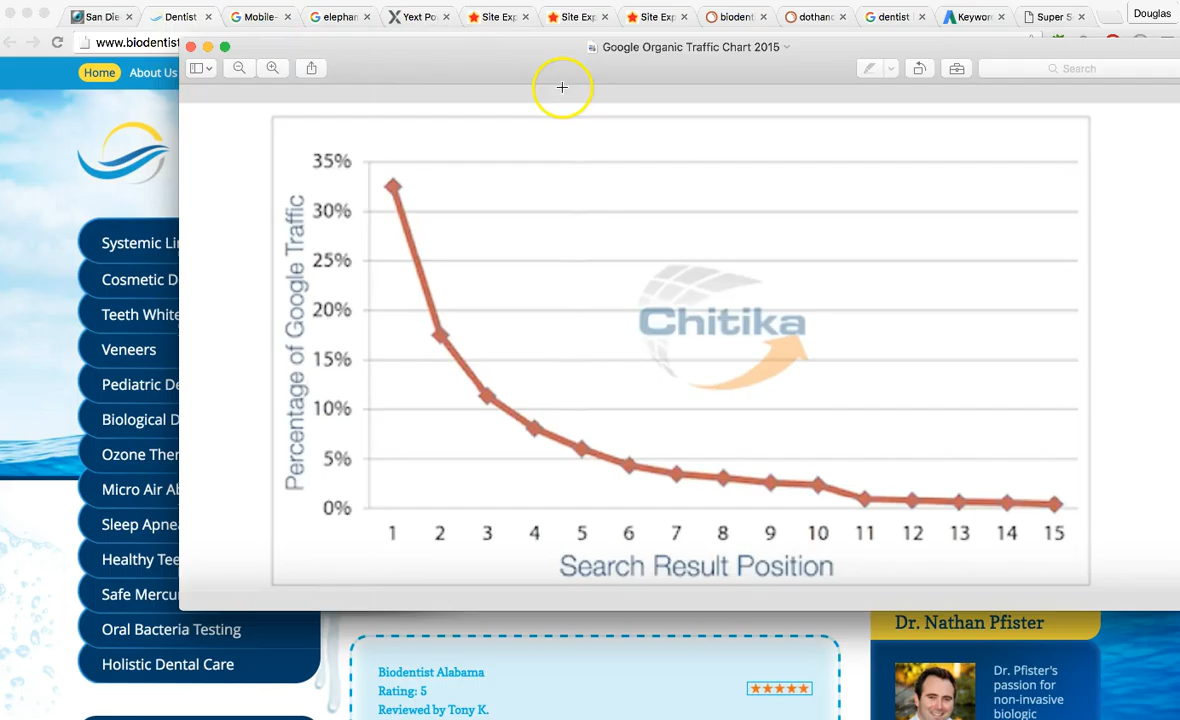 San Die
Dentist
Mobile-
elephan
Yext Po
Site Exp
Site Exp
Site Exp
biodent
dothanc
dentist
Keyword
Super S
Douglas
www.biodentist
Google Organic Traffic Chart 2015
Search
Home
About Us
35%
30%
25%
20%
15%
10%
5%
0%
Percentage of Google Traffic
Chitika
1 2 3 4 5 6 7 8 9 10 11 12 13 14 15
Search Result Position
Systemic Li
Cosmetic D
Teeth White
Veneers
Pediatric De
Biological D
Ozone Ther
Micro Air Ab
Sleep Apne
Healthy Tee
Safe Mercu
Oral Bacteria Testing
Holistic Dental Care
Biodentist Alabama
Rating: 5
Reviewed by Tony K.
Dr. Nathan Pfister
Dr. Pfister's
passion for
non-invasive
biologic